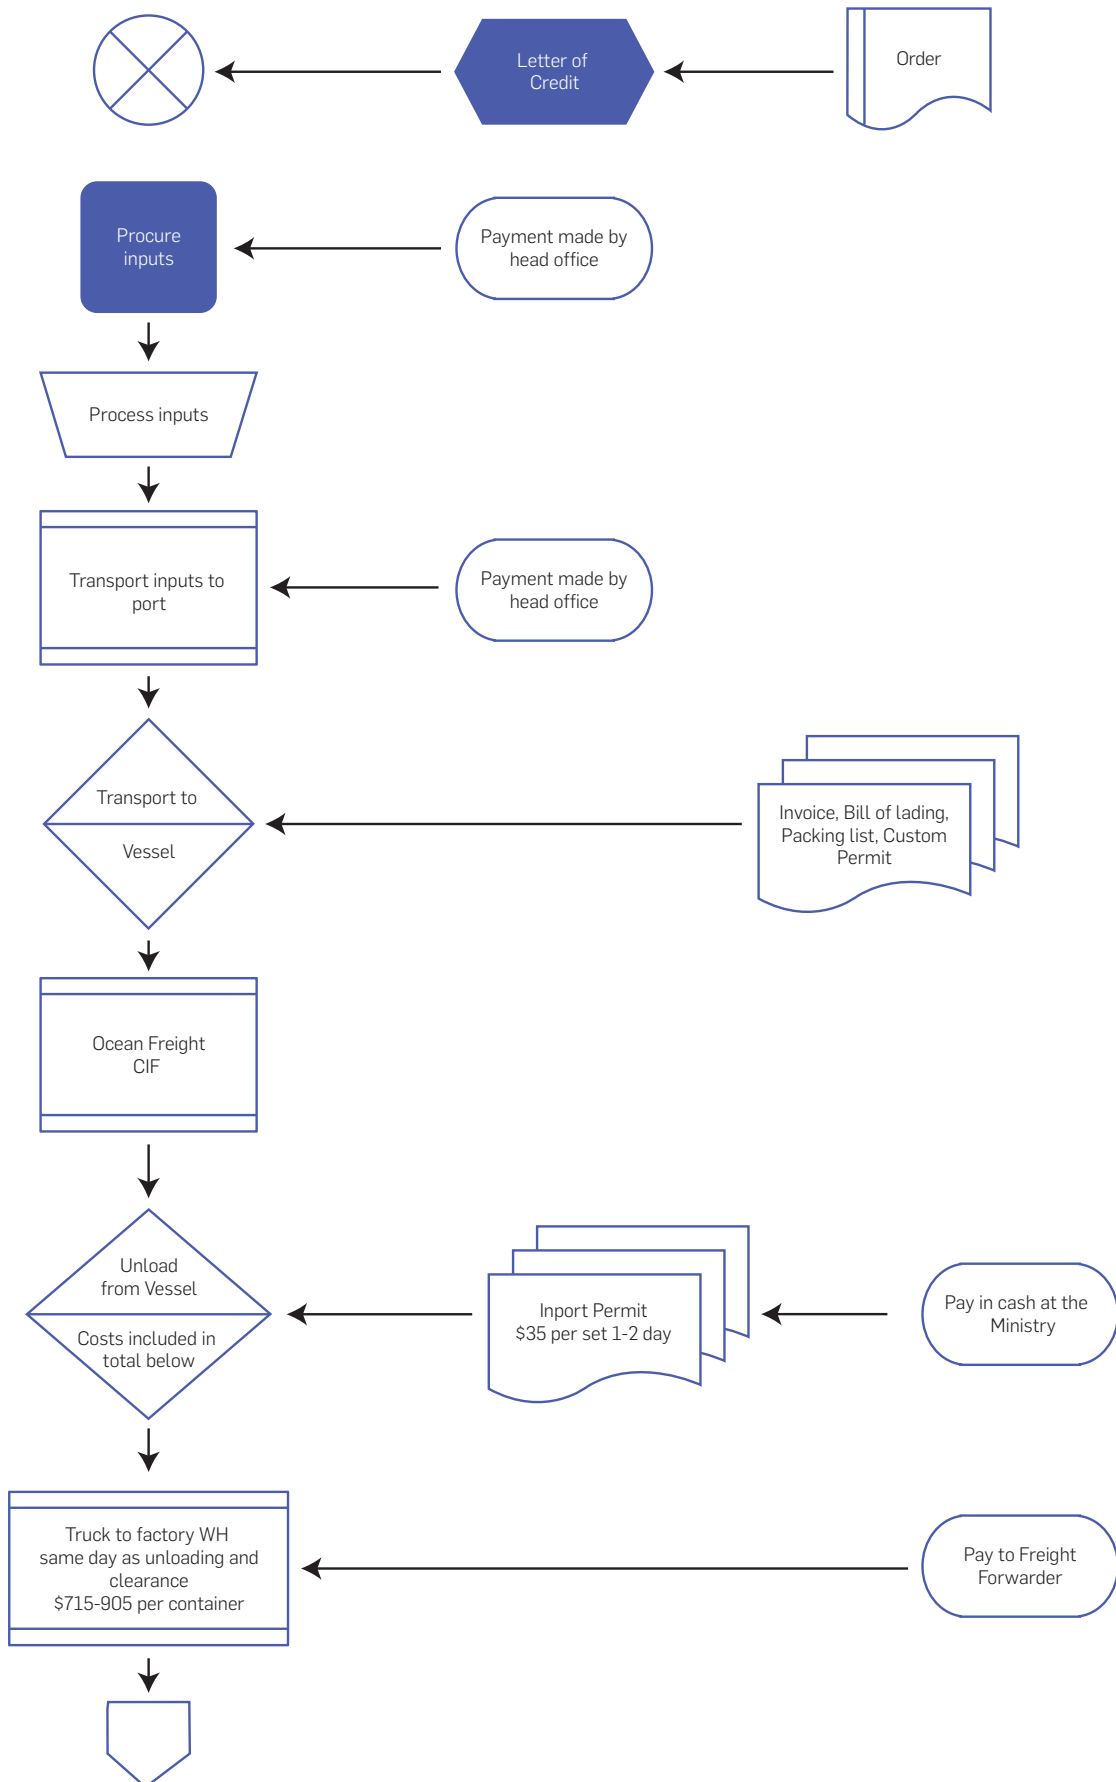 Letter of
Credit
Order
Procure
inputs
Payment made by
head office
Process inputs
Transport inputs to
port
Payment made by
head office
Transport to
Vessel
Invoice, Bill of lading,
Packing list, Custom
Permit
Ocean Freight
CIF
Unload
from Vessel
Costs included in
total below
Inport Permit
$35 per set 1-2 day
Pay in cash at the
Ministry
Truck to factory WH
same day as unloading and
clearance
$715-905 per container
Pay to Freight
Forwarder